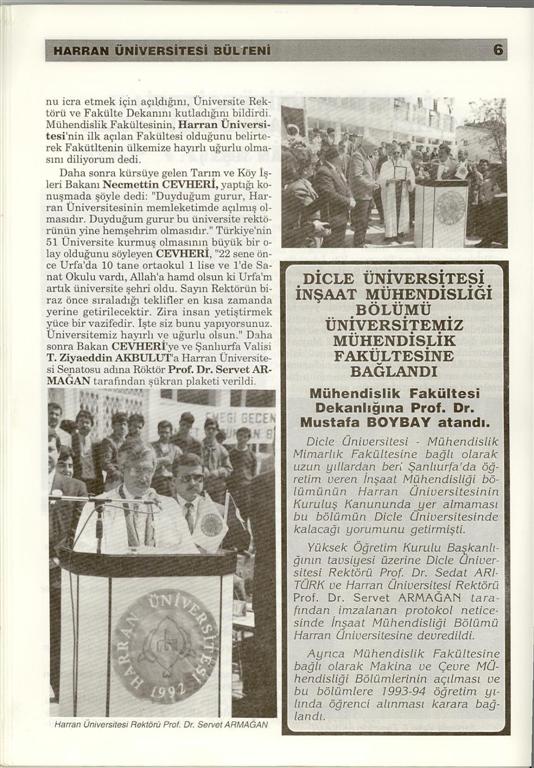 HARRAN ÜNİVERSİTESİ BÜLTENİ 6
nu icra etmek için açıldığını, Üniversite Rek-
törü ve Fakülte Dekanını kutladığını bildirdi.
Mühendislik Fakültesinin, Harran Üniversi-
tesi'nin ilk açılan Fakültesi olduğunu belirte-
rek Fakütltenin ülkemize hayırlı uğurlu olma-
sını diliyorum dedi.
Daha sonra kürsüye gelen Tarım ve Köy İş-
leri Bakanı Necmettin CEVHERİ, yaptığı ko-
nuşmada şöyle dedi: "Duyduğum gurur, Har-
ran Üniversitesinin memleketimde açılmış ol-
masıdır. Duyduğum gurur bu üniversite rektö-
rünün yine hemşehrim olmasıdır." Türkiye'nin
51 Üniversite kurmuş olmasının büyük bir o-
lay olduğunu söyleyen CEVHERİ, "22 sene ön-
ce Urfa'da 10 tane ortaokul 1 lise ve 1'de Sa-
nat Okulu vardı, Allah'a hamd olsun ki Urfa'm
artık üniversite şehri oldu. Sayın Rektörün bi-
raz önce sıraladığı teklifler en kısa zamanda
yerine getirilecektir. Zira insan yetiştirmek
yüce bir vazifedir. İşte siz bunu yapıyorsunuz.
Üniversitemiz hayırlı ve uğurlu olsun." Daha
sonra Bakan CEVHERİ'ye ve Şanlıurfa Valisi
T. Ziyaeddin AKBULUT'a Harran Üniversite-
si Senatosu adına Röktör Prof. Dr. Servet AR-
MAĞAN tarafından şükran plaketi verildi.
EMEĞİ GEÇEN
HARRAN ÜNİVERSİTESİ
1992
Harran Üniversitesi Rektörü Prof. Dr. Servet ARMAĞAN
DİCLE ÜNİVERSİTESİ
İNŞAAT MÜHENDİSLİĞİ
BÖLÜMÜ
ÜNİVERSİTEMİZ
MÜHENDİSLİK
FAKÜLTESİNE
BAĞLANDI
Mühendislik Fakültesi
Dekanlığına Prof. Dr.
Mustafa BOYBAY atandı.
Dicle Üniversitesi - Mühendislik
Mimarlık Fakültesine bağlı olarak
uzun yıllardan beri Şanlıurfa'da öğ-
retim veren İnşaat Mühendisliği bö-
lümünün Harran Üniversitesinin
Kuruluş Kanununda yer almaması
bu bölümün Dicle Üniversitesinde
kalacağı yorumunu getirmişti.
Yüksek Öğretim Kurulu Başkanlı-
ğının tavsiyesi üzerine Dicle Üniver-
sitesi Rektörü Prof. Dr. Sedat ARI-
TÜRK ve Harran Üniversitesi Rektörü
Prof. Dr. Servet ARMAĞAN tara-
fından imzalanan protokol netice-
sinde İnşaat Mühendisliği Bölümü
Harran Üniversitesine devredildi.
Ayrıca Mühendislik Fakültesine
bağlı olarak Makina ve Çevre MÜ-
hendisliği Bölümlerinin açılması ve
bu bölümlere 1993-94 öğretim yı-
lında öğrenci alınması karara bağ-
landı.